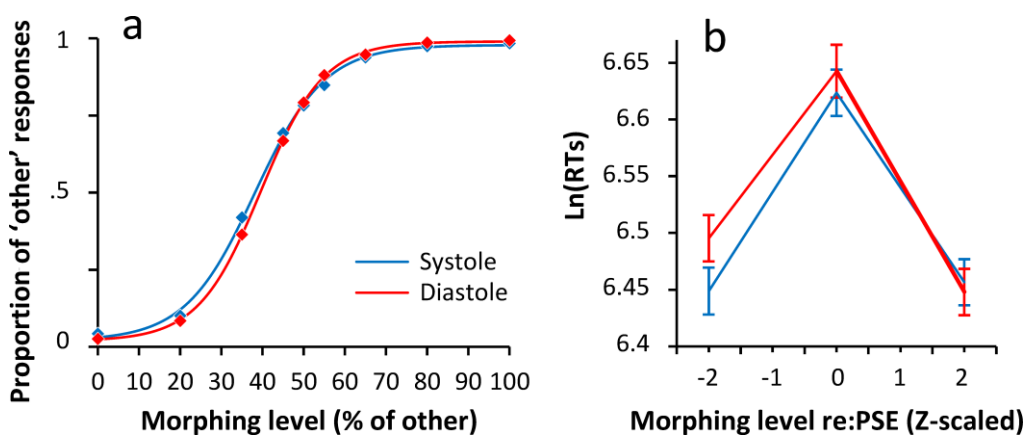 a
Proportion of ‘other’ responses
1
.5
0
Systole
Diastole
0 10 20 30 40 50 60 70 80 90 100
Morphing level (% of other)
b
Ln(RTs)
6.65
6.6
6.55
6.5
6.45
6.4
-2 -1 0 1 2
Morphing level re:PSE (Z-scaled)